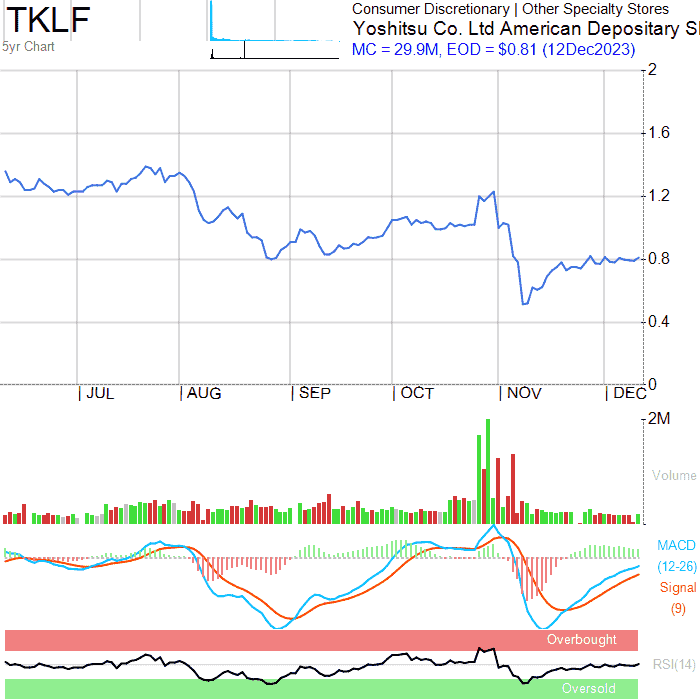 TKLF
5yr Chart
Consumer Discretionary | Other Specialty Stores
Yoshitsu Co. Ltd American Depositary
MC = 29.9M, EOD = $0.81 (12Dec2023)
2
1.6
1.2
0.8
0.4
0
JUL
AUG
SEP
OCT
NOV
DEC
2M
Volume
MACD
(12-26)
Signal
(9)
Overbought
RSI(14)
Oversold